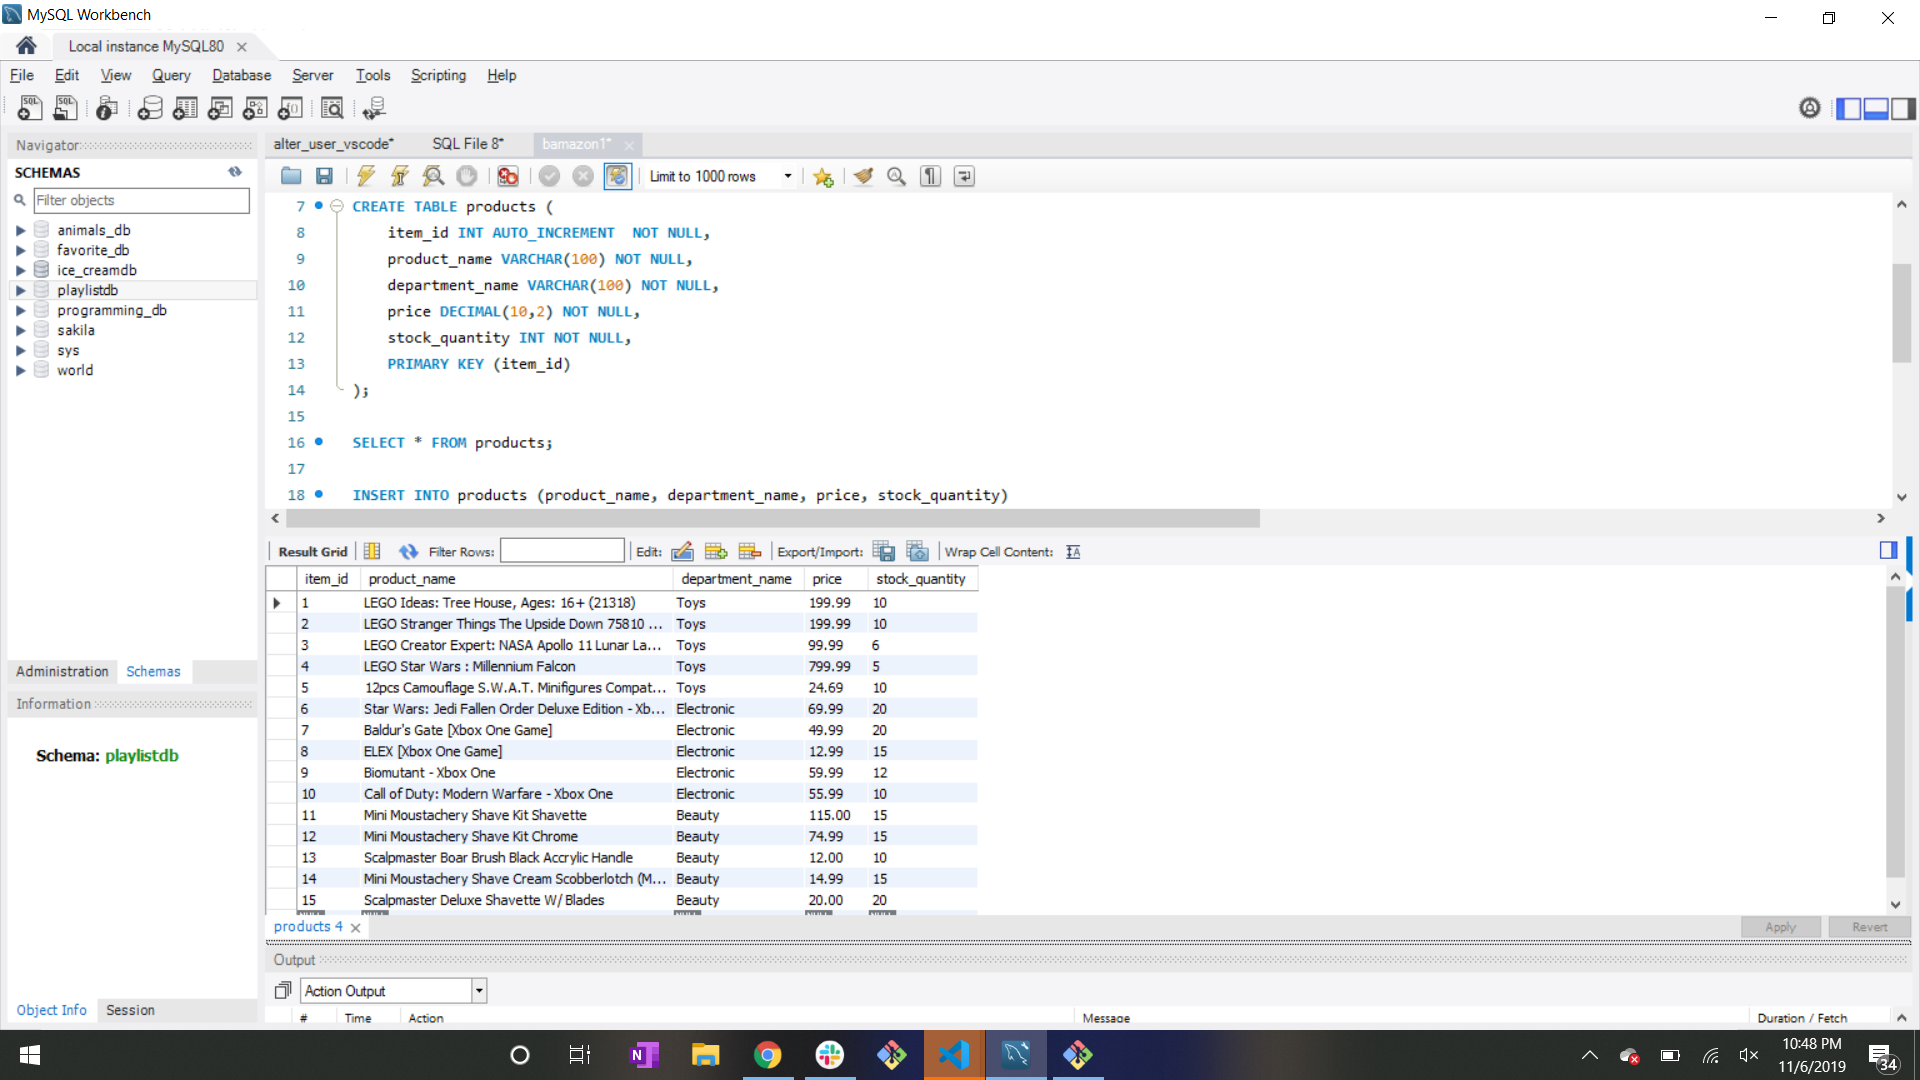 MySQL Workbench
Local instance MySQL80
File Edit View Query Database Server Tools Scripting Help
Navigator
SCHEMAS
Filter objects
animals_db
favorite_db
ice_creamdb
playlistdb
programming_db
sakila
sys
world
Administration Schemas
Information
Schema: playlistdb
Object Info Session
alter_user_vscode* SQL File 8* bamazon1*
Limit to 1000 rows
7 CREATE TABLE products (
8 item_id INT AUTO_INCREMENT NOT NULL,
9 product_name VARCHAR(100) NOT NULL,
10 department_name VARCHAR(100) NOT NULL,
11 price DECIMAL(10,2) NOT NULL,
12 stock_quantity INT NOT NULL,
13 PRIMARY KEY (item_id)
14 );
15
16 SELECT * FROM products;
17
18 INSERT INTO products (product_name, department_name, price, stock_quantity)
Result Grid Filter Rows: Edit: Export/Import: Wrap Cell Content:
item_id product_name department_name price stock_quantity
1 LEGO Ideas: Tree House, Ages: 16+ (21318) Toys 199.99 10
2 LEGO Stranger Things The Upside Down 75810 ... Toys 199.99 10
3 LEGO Creator Expert: NASA Apollo 11 Lunar La... Toys 99.99 6
4 LEGO Star Wars : Millennium Falcon Toys 799.99 5
5 12pcs Camouflage S.W.A.T. Minifigures Compat... Toys 24.69 10
6 Star Wars: Jedi Fallen Order Deluxe Edition - Xb... Electronic 69.99 20
7 Baldur's Gate [Xbox One Game] Electronic 49.99 20
8 ELEX [Xbox One Game] Electronic 12.99 15
9 Biomutant - Xbox One Electronic 59.99 12
10 Call of Duty: Modern Warfare - Xbox One Electronic 55.99 10
11 Mini Moustachery Shave Kit Shavette Beauty 115.00 15
12 Mini Moustachery Shave Kit Chrome Beauty 74.99 15
13 Scalpmaster Boar Brush Black Accrylic Handle Beauty 12.00 10
14 Mini Moustachery Shave Cream Scobberlotch (M... Beauty 14.99 15
15 Scalpmaster Deluxe Shavette W/ Blades Beauty 20.00 20
products 4 Apply Revert
Output
Action Output
# Time Action Message Duration / Fetch
10:48 PM
11/6/2019
34